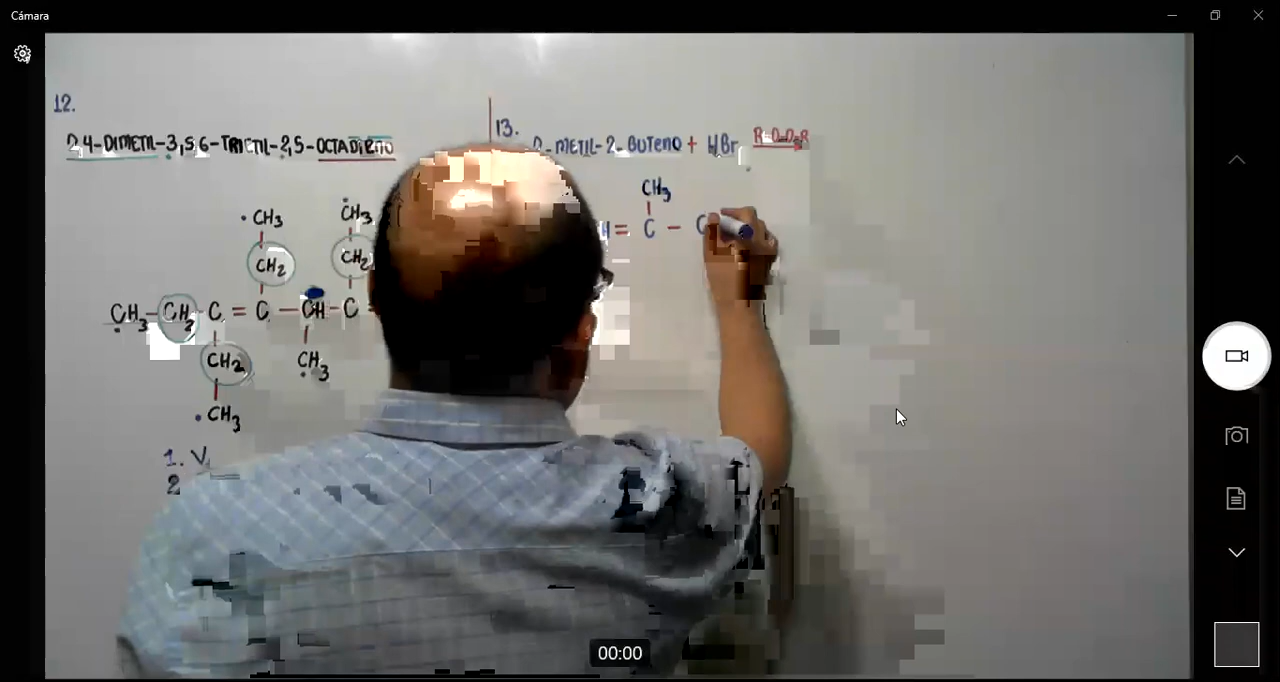 Cámara
12.
2,4-DIMETIL-3,5,6-TRIETIL-2,5-OCTADIENO
13.
2-METIL-2-BUTENO + HBr R-O-O-R
CH3
H = C - C
CH3 CH3
CH2 CH2
CH3-CH2 C = C - CH - C
CH2 CH3
CH3
1. V
2
00:00